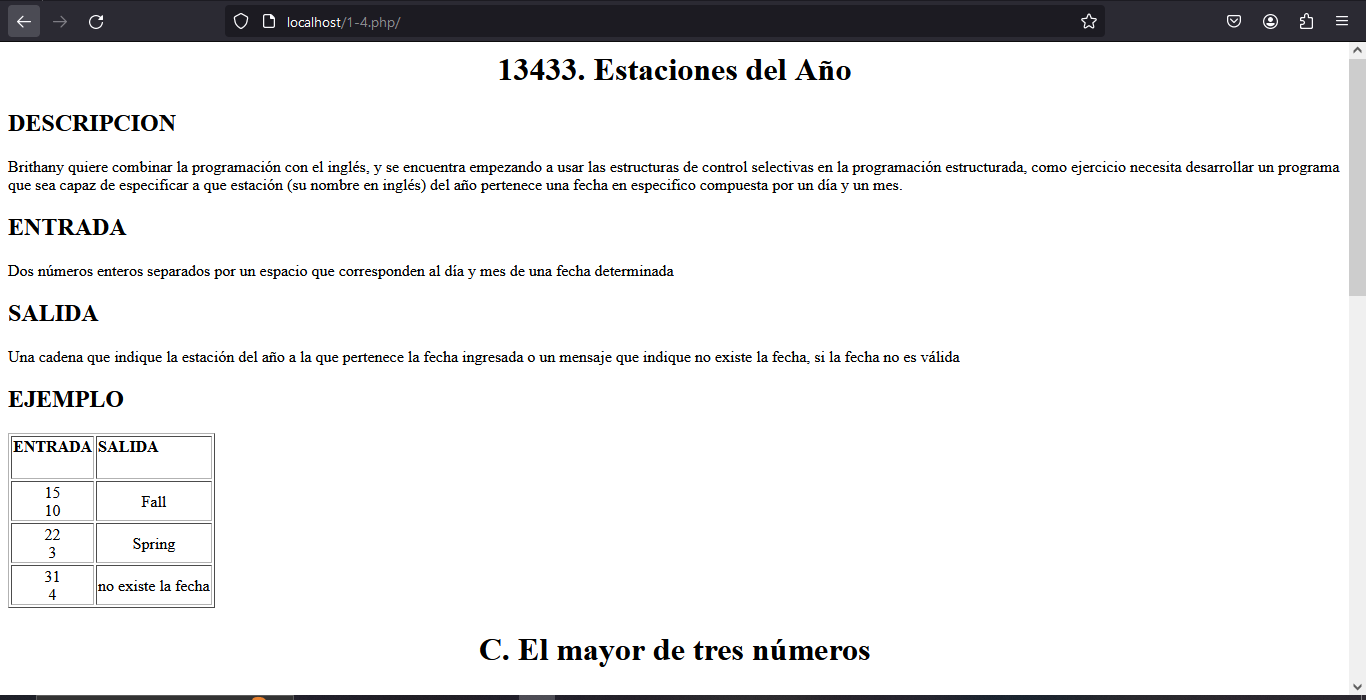 localhost/1-4.php/
13433. Estaciones del Año
DESCRIPCION
Brithany quiere combinar la programación con el inglés, y se encuentra empezando a usar las estructuras de control selectivas en la programación estructurada, como ejercicio necesita desarrollar un programa
que sea capaz de especificar a que estación (su nombre en inglés) del año pertenece una fecha en especifico compuesta por un día y un mes.
ENTRADA
Dos números enteros separados por un espacio que corresponden al día y mes de una fecha determinada
SALIDA
Una cadena que indique la estación del año a la que pertenece la fecha ingresada o un mensaje que indique no existe la fecha, si la fecha no es válida
EJEMPLO
ENTRADA SALIDA
15
10
Fall
22
3
Spring
31
4
no existe la fecha
C. El mayor de tres números